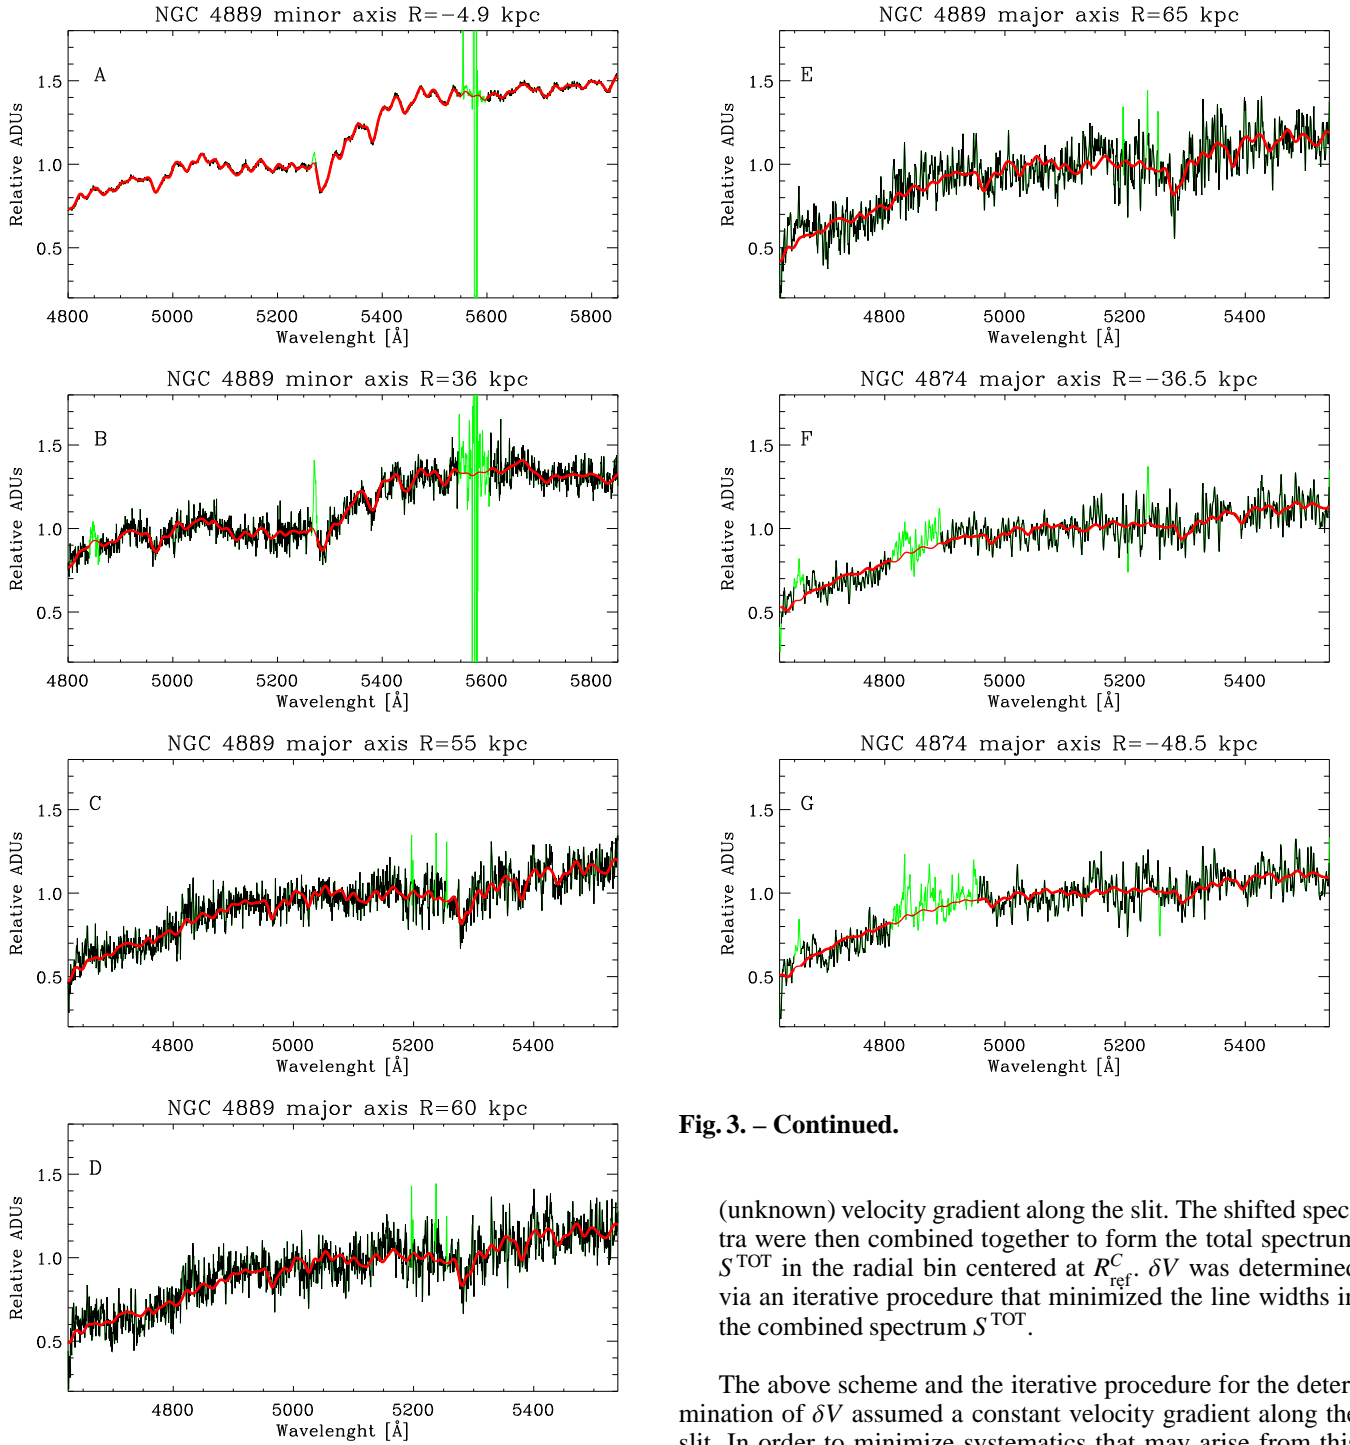 NGC 4889 minor axis R=−4.9 kpc
A
1.5
1.0
0.5
Relative ADUs
4800 5000 5200 5400 5600 5800
Wavelenght [Å]
NGC 4889 minor axis R=36 kpc
B
1.5
1.0
0.5
Relative ADUs
4800 5000 5200 5400 5600 5800
Wavelenght [Å]
NGC 4889 major axis R=55 kpc
C
1.5
1.0
0.5
Relative ADUs
4800 5000 5200 5400
Wavelenght [Å]
NGC 4889 major axis R=60 kpc
D
1.5
1.0
0.5
Relative ADUs
4800 5000 5200 5400
Wavelenght [Å]
NGC 4889 major axis R=65 kpc
E
1.5
1.0
0.5
Relative ADUs
4800 5000 5200 5400
Wavelenght [Å]
NGC 4874 major axis R=−36.5 kpc
F
1.5
1.0
0.5
Relative ADUs
4800 5000 5200 5400
Wavelenght [Å]
NGC 4874 major axis R=−48.5 kpc
G
1.5
1.0
0.5
Relative ADUs
4800 5000 5200 5400
Wavelenght [Å]
Fig. 3. – Continued.
(unknown) velocity gradient along the slit. The shifted spec-
tra were then combined together to form the total spectrum
S^TOT in the radial bin centered at R^C_ref. δV was determined
via an iterative procedure that minimized the line widths in
the combined spectrum S^TOT.
The above scheme and the iterative procedure for the deter-
mination of δV assumed a constant velocity gradient along the
slit. In order to minimize systematics that may arise from this